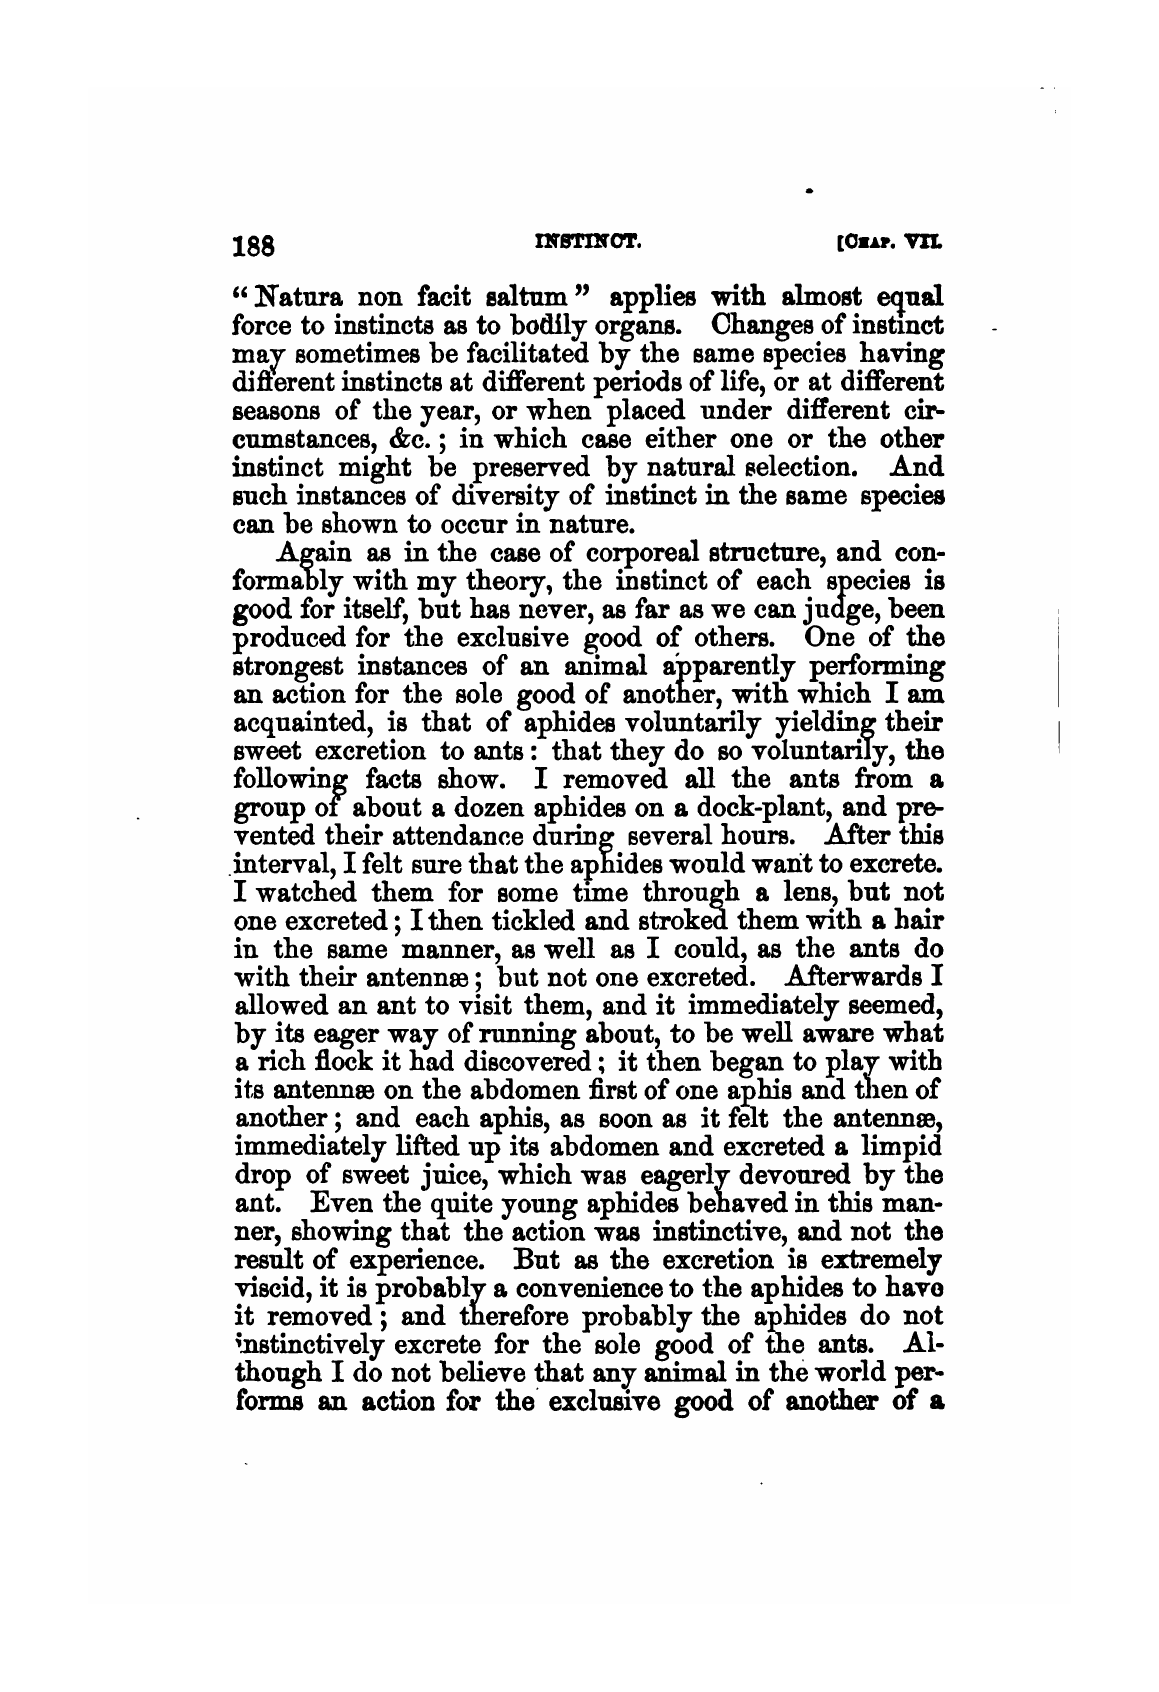 188 INSTINCT. [CHAP. VII.
“Natura non facit saltum” applies with almost equal
force to instincts as to bodily organs. Changes of instinct
may sometimes be facilitated by the same species having
different instincts at different periods of life, or at different
seasons of the year, or when placed under different cir-
cumstances, &c.; in which case either one or the other
instinct might be preserved by natural selection. And
such instances of diversity of instinct in the same species
can be shown to occur in nature.
Again as in the case of corporeal structure, and con-
formably with my theory, the instinct of each species is
good for itself, but has never, as far as we can judge, been
produced for the exclusive good of others. One of the
strongest instances of an animal apparently performing
an action for the sole good of another, with which I am
acquainted, is that of aphides voluntarily yielding their
sweet excretion to ants: that they do so voluntarily, the
following facts show. I removed all the ants from a
group of about a dozen aphides on a dock-plant, and pre-
vented their attendance during several hours. After this
interval, I felt sure that the aphides would want to excrete.
I watched them for some time through a lens, but not
one excreted; I then tickled and stroked them with a hair
in the same manner, as well as I could, as the ants do
with their antennæ; but not one excreted. Afterwards I
allowed an ant to visit them, and it immediately seemed,
by its eager way of running about, to be well aware what
a rich flock it had discovered; it then began to play with
its antennæ on the abdomen first of one aphis and then of
another; and each aphis, as soon as it felt the antennæ,
immediately lifted up its abdomen and excreted a limpid
drop of sweet juice, which was eagerly devoured by the
ant. Even the quite young aphides behaved in this man-
ner, showing that the action was instinctive, and not the
result of experience. But as the excretion is extremely
viscid, it is probably a convenience to the aphides to have
it removed; and therefore probably the aphides do not
instinctively excrete for the sole good of the ants. Al-
though I do not believe that any animal in the world per-
forms an action for the exclusive good of another of a